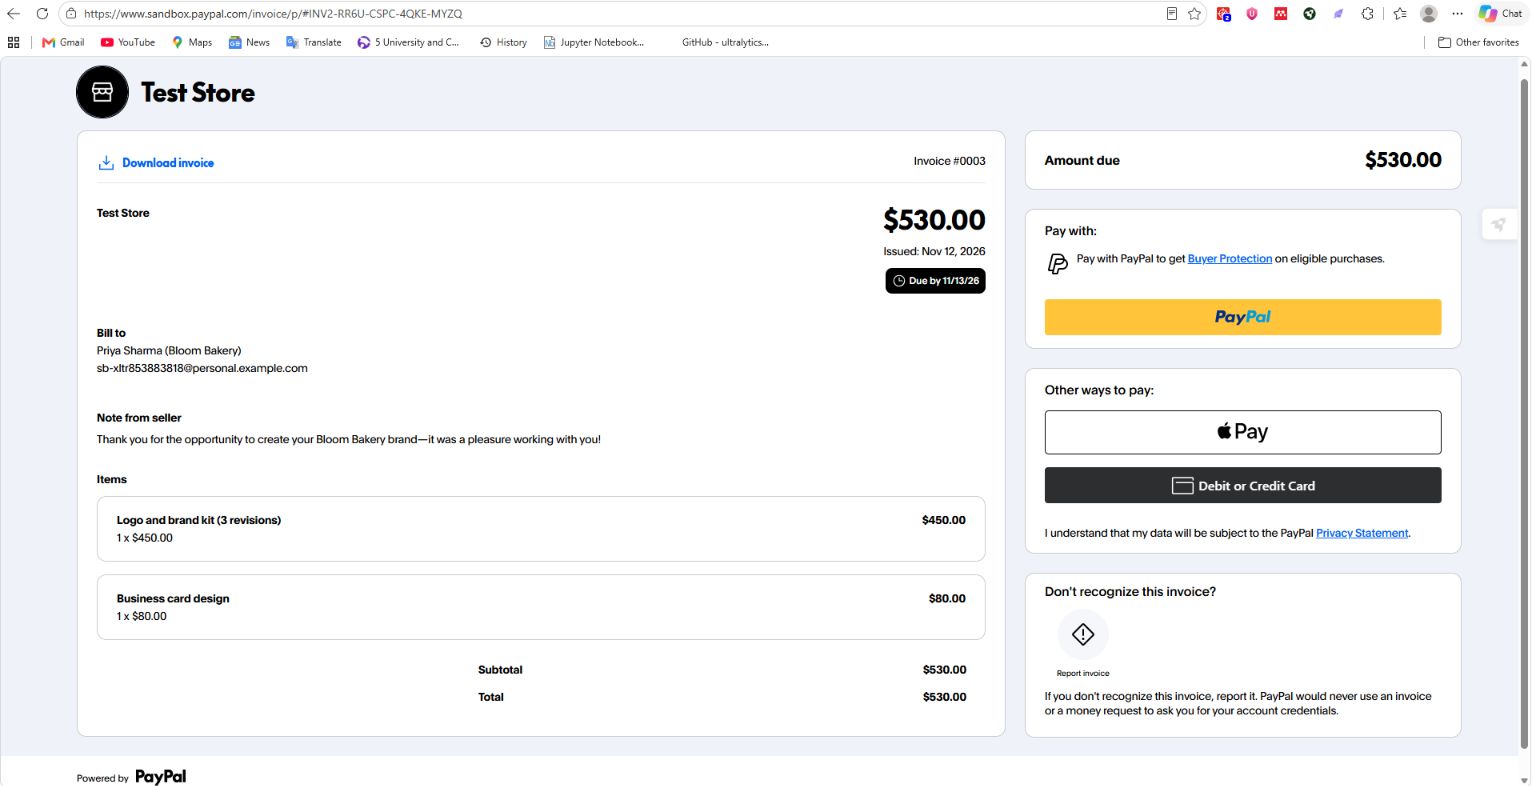 https://www.sandbox.paypal.com/invoice/p/#INV2-RR6U-CSPC-4QKE-MYZQ
2
Chat
Gmail
YouTube
Maps
News
Translate
5 University and C...
History
Jupyter Notebook...
GitHub - ultralytics...
Other favorites
Test Store
Download invoice
Invoice #0003
Test Store
$530.00
Issued: Nov 12, 2026
Due by 11/13/26
Bill to
Priya Sharma (Bloom Bakery)
sb-xltr853883818@personal.example.com
Note from seller
Thank you for the opportunity to create your Bloom Bakery brand—it was a pleasure working with you!
Items
Logo and brand kit (3 revisions)
$450.00
1 x $450.00
Business card design
$80.00
1 x $80.00
Subtotal
$530.00
Total
$530.00
Amount due
$530.00
Pay with:
Pay with PayPal to get Buyer Protection on eligible purchases.
PayPal
Other ways to pay:
Pay
Debit or Credit Card
I understand that my data will be subject to the PayPal Privacy Statement.
Don't recognize this invoice?
Report invoice
If you don't recognize this invoice, report it. PayPal would never use an invoice
or a money request to ask you for your account credentials.
Powered by PayPal